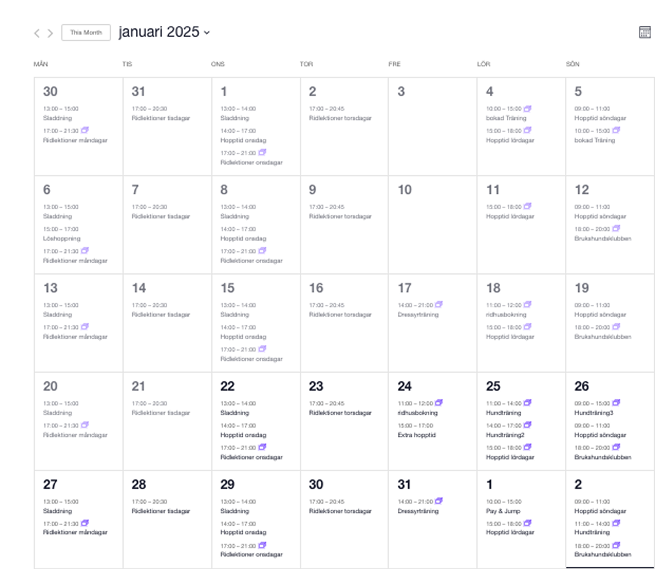 This Month
januari 2025
MÅN TIS ONS TOR FRE LÖR SÖN
30
13:00 – 15:00
Sladdning
17:00 – 21:30
Ridlektioner måndagar
31
17:00 – 20:30
Ridlektioner tisdagar
1
13:00 – 14:00
Sladdning
14:00 – 17:00
Hopptid onsdag
17:00 – 21:00
Ridlektioner onsdagar
2
17:00 – 20:45
Ridlektioner torsdagar
3
4
10:00 – 15:00
bokad Träning
15:00 – 18:00
Hopptid lördagar
5
09:00 – 11:00
Hopptid söndagar
10:00 – 15:00
bokad Träning
6
13:00 – 15:00
Sladdning
15:00 – 17:00
Löshoppning
17:00 – 21:30
Ridlektioner måndagar
7
17:00 – 20:30
Ridlektioner tisdagar
8
13:00 – 14:00
Sladdning
14:00 – 17:00
Hopptid onsdag
17:00 – 21:00
Ridlektioner onsdagar
9
17:00 – 20:45
Ridlektioner torsdagar
10
11
15:00 – 18:00
Hopptid lördagar
12
09:00 – 11:00
Hopptid söndagar
18:00 – 20:00
Brukshundsklubben
13
13:00 – 15:00
Sladdning
17:00 – 21:30
Ridlektioner måndagar
14
17:00 – 20:30
Ridlektioner tisdagar
15
13:00 – 14:00
Sladdning
14:00 – 17:00
Hopptid onsdag
17:00 – 21:00
Ridlektioner onsdagar
16
17:00 – 20:45
Ridlektioner torsdagar
17
14:00 – 21:00
Dressyrträning
18
11:00 – 12:00
ridhusbokning
15:00 – 18:00
Hopptid lördagar
19
09:00 – 11:00
Hopptid söndagar
18:00 – 20:00
Brukshundsklubben
20
13:00 – 15:00
Sladdning
17:00 – 21:30
Ridlektioner måndagar
21
17:00 – 20:30
Ridlektioner tisdagar
22
13:00 – 14:00
Sladdning
14:00 – 17:00
Hopptid onsdag
17:00 – 21:00
Ridlektioner onsdagar
23
17:00 – 20:45
Ridlektioner torsdagar
24
11:00 – 12:00
ridhusbokning
15:00 – 17:00
Extra hopptid
25
11:00 – 14:00
Hundträning
14:00 – 17:00
Hundträning2
15:00 – 18:00
Hopptid lördagar
26
09:00 – 15:00
Hundträning3
09:00 – 11:00
Hopptid söndagar
18:00 – 20:00
Brukshundsklubben
27
13:00 – 15:00
Sladdning
17:00 – 21:30
Ridlektioner måndagar
28
17:00 – 20:30
Ridlektioner tisdagar
29
13:00 – 14:00
Sladdning
14:00 – 17:00
Hopptid onsdag
17:00 – 21:00
Ridlektioner onsdagar
30
17:00 – 20:45
Ridlektioner torsdagar
31
14:00 – 21:00
Dressyrträning
1
10:00 – 15:00
Pay & Jump
15:00 – 18:00
Hopptid lördagar
2
09:00 – 11:00
Hopptid söndagar
11:00 – 14:00
Hundträning
18:00 – 20:00
Brukshundsklubben